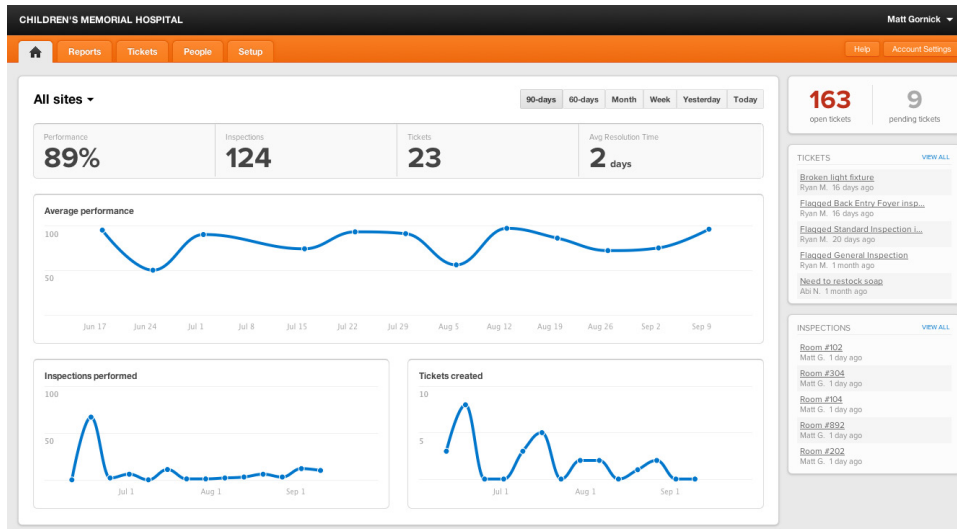 CHILDREN'S MEMORIAL HOSPITAL
Matt Gornick
Reports Tickets People Setup
Help Account Settings
All sites
90-days 60-days Month Week Yesterday Today
Performance
89%
Inspections
124
Tickets
23
Avg Resolution Time
2 days
Average performance
100
50
Jun 17 Jun 24 Jul 1 Jul 8 Jul 15 Jul 22 Jul 29 Aug 5 Aug 12 Aug 19 Aug 26 Sep 2 Sep 9
Inspections performed
100
50
Jul 1 Aug 1 Sep 1
Tickets created
10
5
Jul 1 Aug 1 Sep 1
163
open tickets
9
pending tickets
TICKETS VIEW ALL
Broken light fixture
Ryan M. 16 days ago
Flagged Back Entry Foyer insp...
Ryan M. 16 days ago
Flagged Standard Inspection i...
Ryan M. 20 days ago
Flagged General Inspection
Ryan M. 1 month ago
Need to restock soap
Abi N. 1 month ago
INSPECTIONS VIEW ALL
Room #102
Matt G. 1 day ago
Room #304
Matt G. 1 day ago
Room #104
Matt G. 1 day ago
Room #892
Matt G. 1 day ago
Room #202
Matt G. 1 day ago